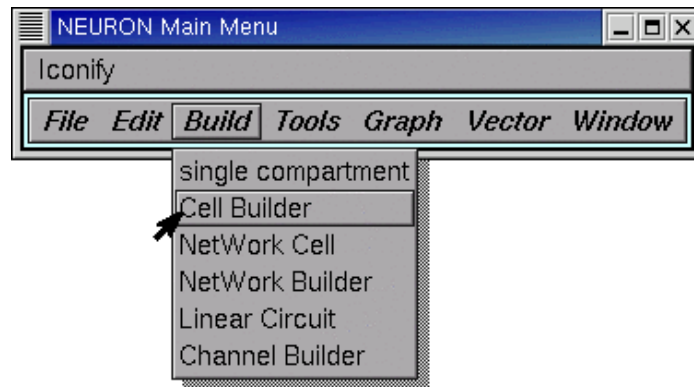 NEURON Main Menu
Iconify
File Edit Build Tools Graph Vector Window
single compartment
Cell Builder
NetWork Cell
NetWork Builder
Linear Circuit
Channel Builder